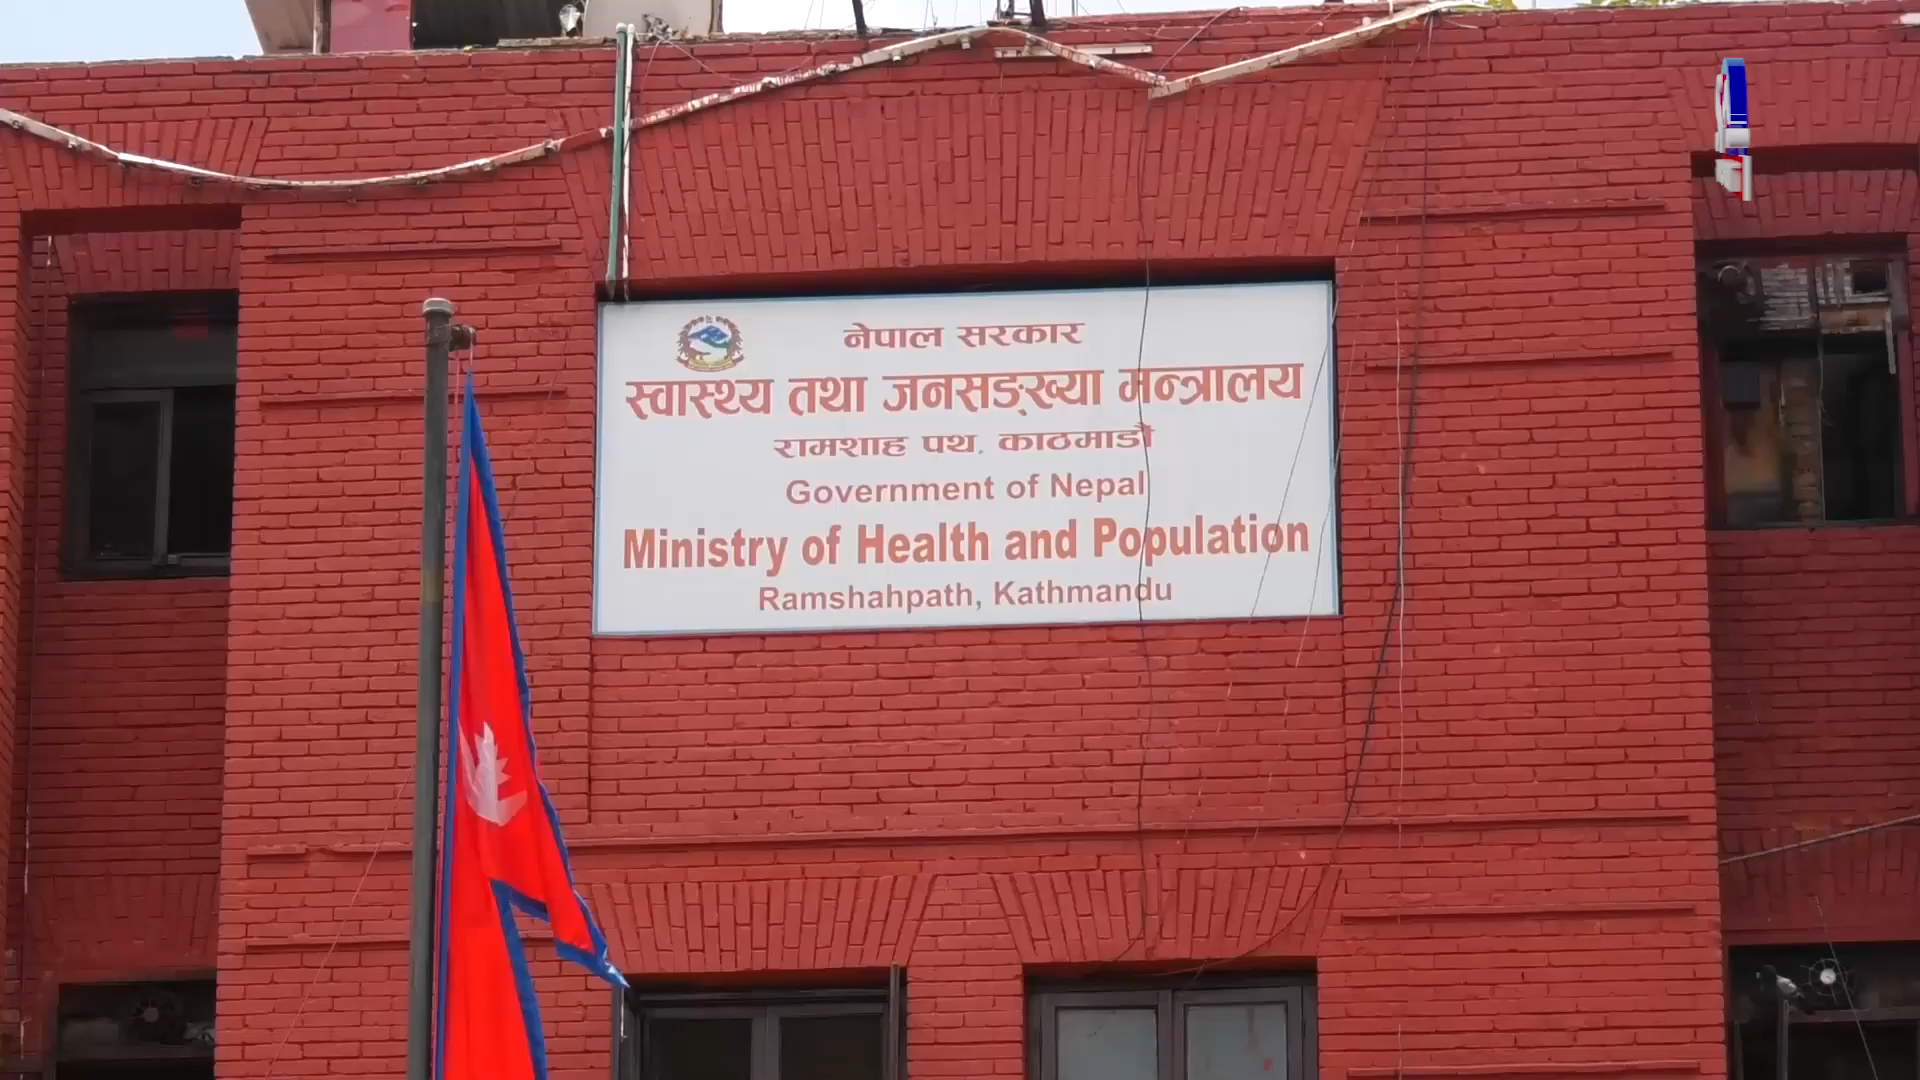 नेपाल सरकार
स्वास्थ्य तथा जनसङ्ख्या मन्त्रालय
रामशाह पथ, काठमाडौं
Government of Nepal
Ministry of Health and Population
Ramshahpath, Kathmandu